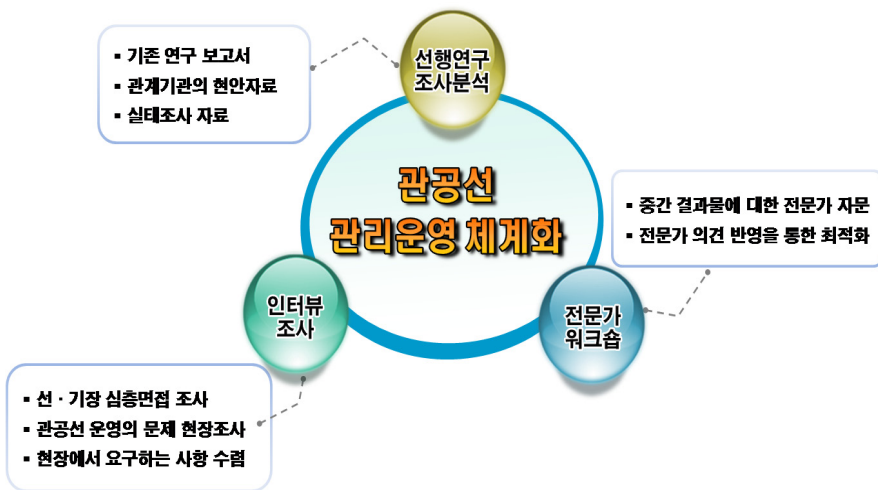 선행연구
조사분석
▪ 기존 연구 보고서
▪ 관계기관의 현안자료
▪ 실태조사 자료
관공선
관리운영 체계화
▪ 중간 결과물에 대한 전문가 자문
▪ 전문가 의견 반영을 통한 최적화
인터뷰
조사
전문가
워크숍
▪ 선 · 기장 심층면접 조사
▪ 관공선 운영의 문제 현장조사
▪ 현장에서 요구하는 사항 수렴